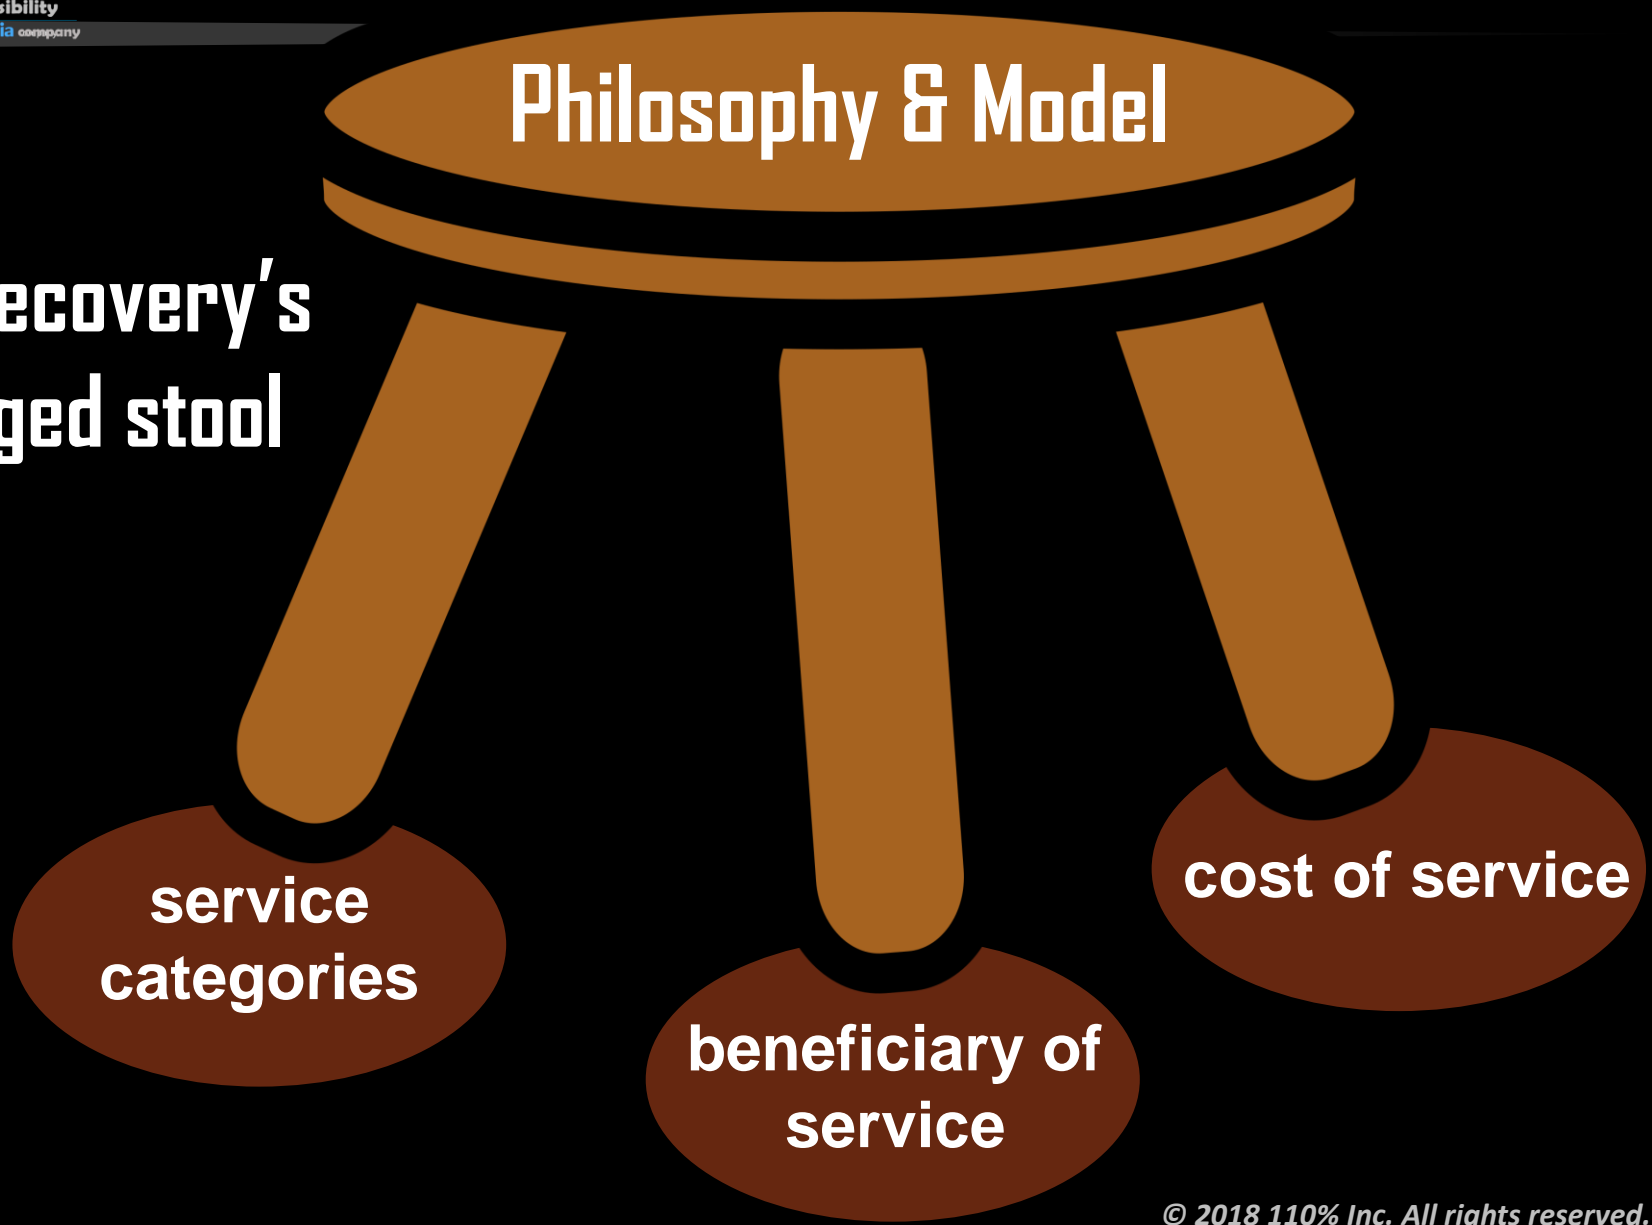 sibility
ia company
Philosophy & Model
ecovery's
ged stool
service
categories
beneficiary of
service
cost of service
© 2018 110% Inc. All rights reserved.